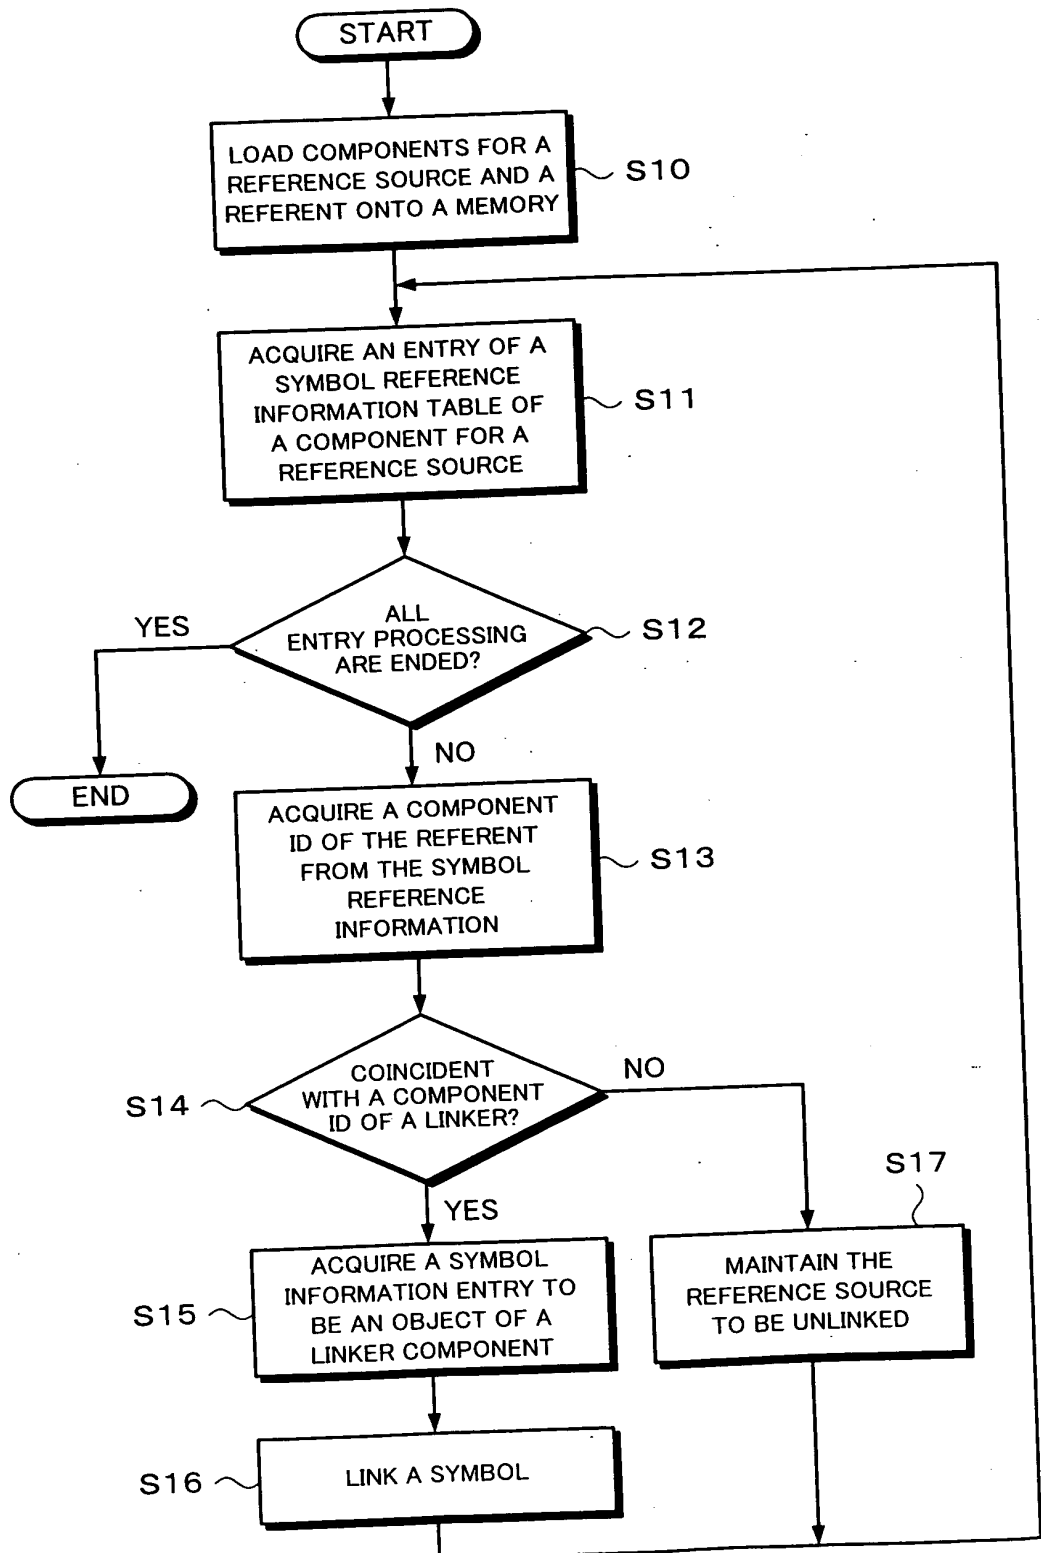 START
LOAD COMPONENTS FOR A
REFERENCE SOURCE AND A
REFERENT ONTO A MEMORY
S10
ACQUIRE AN ENTRY OF A
SYMBOL REFERENCE
INFORMATION TABLE OF
A COMPONENT FOR A
REFERENCE SOURCE
S11
YES
ALL
ENTRY PROCESSING
ARE ENDED?
S12
NO
END
ACQUIRE A COMPONENT
ID OF THE REFERENT
FROM THE SYMBOL
REFERENCE
INFORMATION
S13
S14
COINCIDENT
WITH A COMPONENT
ID OF A LINKER?
NO
YES
S17
S15
ACQUIRE A SYMBOL
INFORMATION ENTRY TO
BE AN OBJECT OF A
LINKER COMPONENT
MAINTAIN THE
REFERENCE SOURCE
TO BE UNLINKED
S16
LINK A SYMBOL